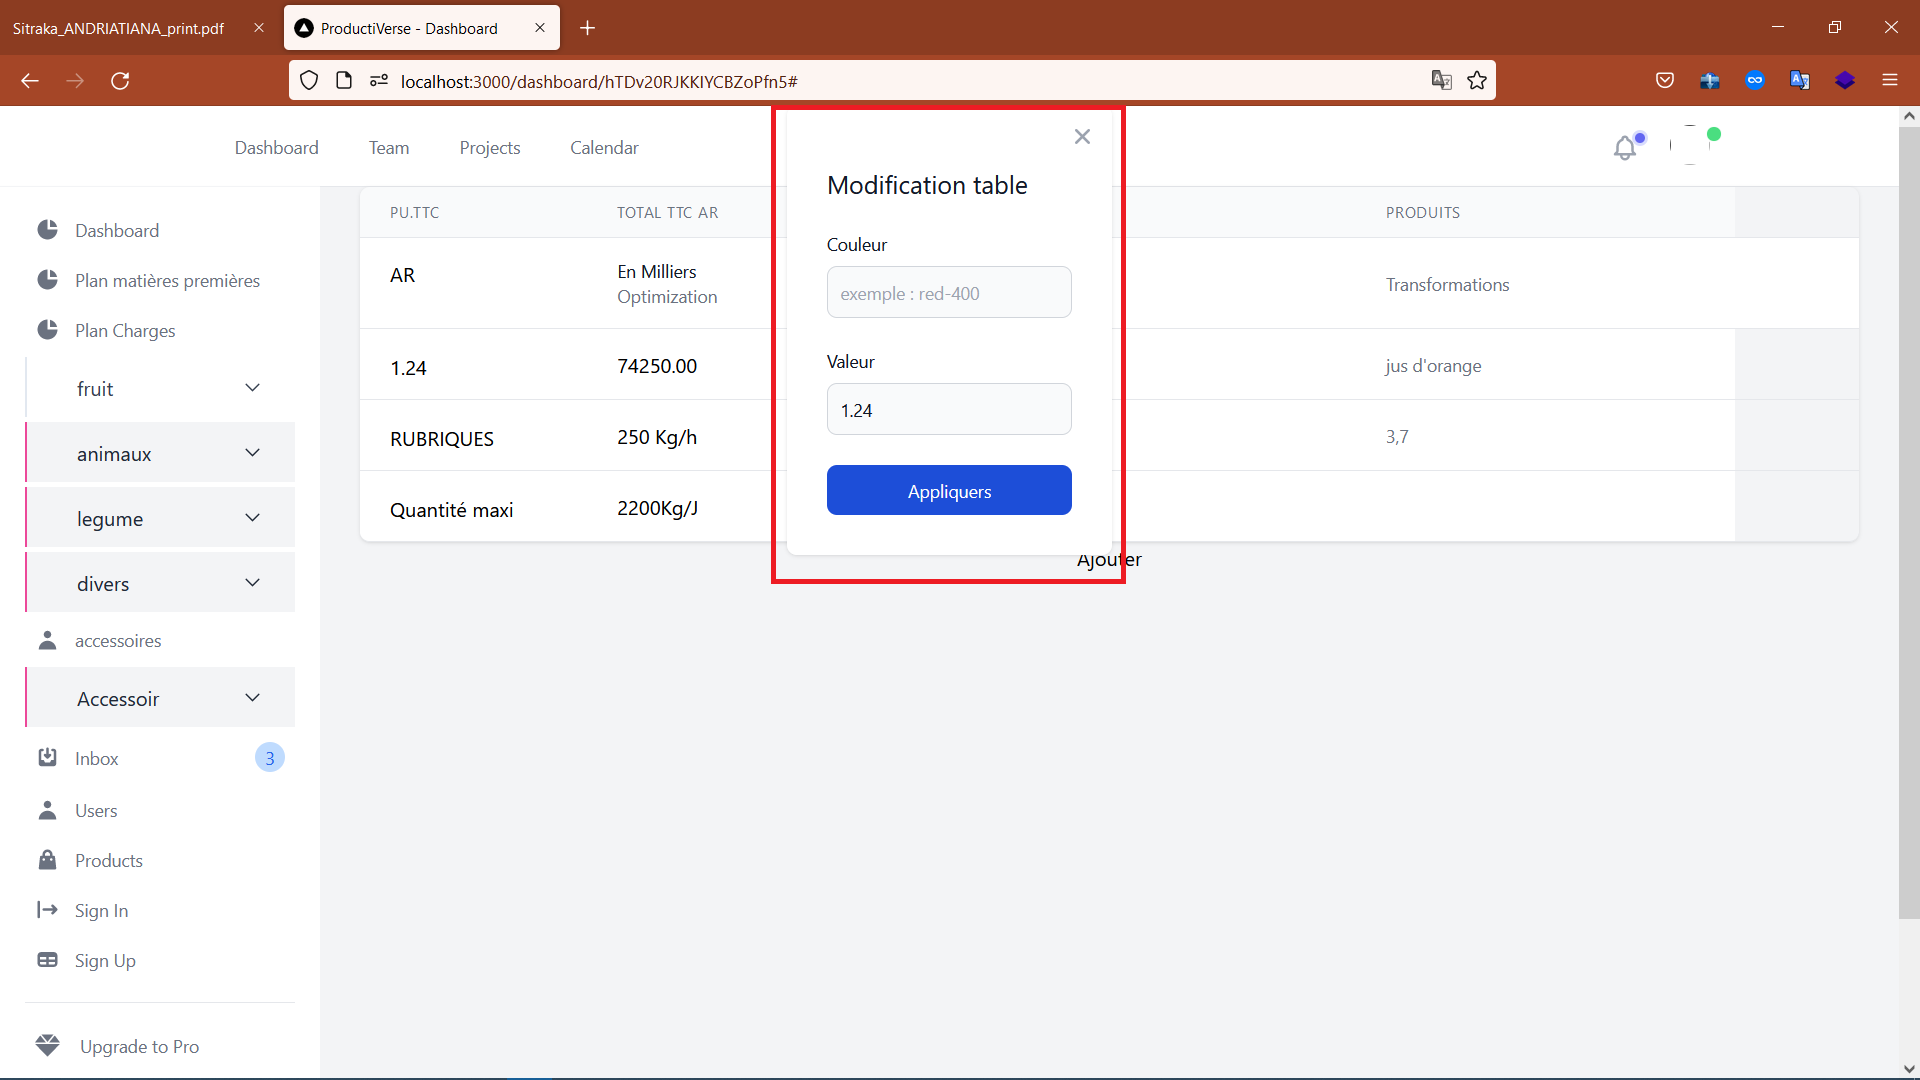 Sitraka_ANDRIATIANA_print.pdf
ProductiVerse - Dashboard
localhost:3000/dashboard/hTDv20RJKKIYCBZoPfn5#
Dashboard
Team
Projects
Calendar
Dashboard
Plan matières premières
Plan Charges
fruit
animaux
legume
divers
accessoires
Accessoir
Inbox
3
Users
Products
Sign In
Sign Up
Upgrade to Pro
PU.TTC
TOTAL TTC AR
PRODUITS
AR
En Milliers
Optimization
Transformations
1.24
74250.00
jus d'orange
RUBRIQUES
250 Kg/h
3,7
Quantité maxi
2200Kg/J
Modification table
Couleur
exemple : red-400
Valeur
1.24
Appliquers
Ajouter